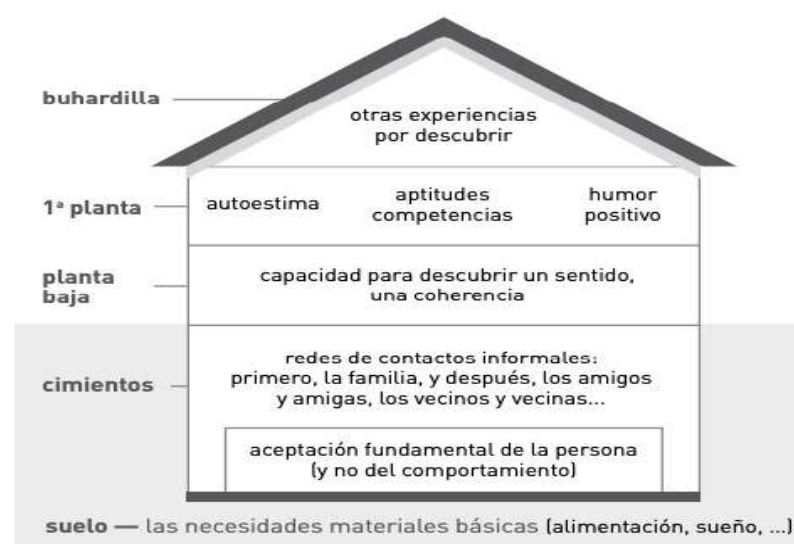 buhardilla
otras experiencias
por descubrir
1ª planta
autoestima
aptitudes
competencias
humor
positivo
planta
baja
capacidad para descubrir un sentido,
una coherencia
cimientos
redes de contactos informales:
primero, la familia, y después, los amigos
y amigas, los vecinos y vecinas...
aceptación fundamental de la persona
(y no del comportamiento)
suelo — las necesidades materiales básicas (alimentación, sueño, ...)